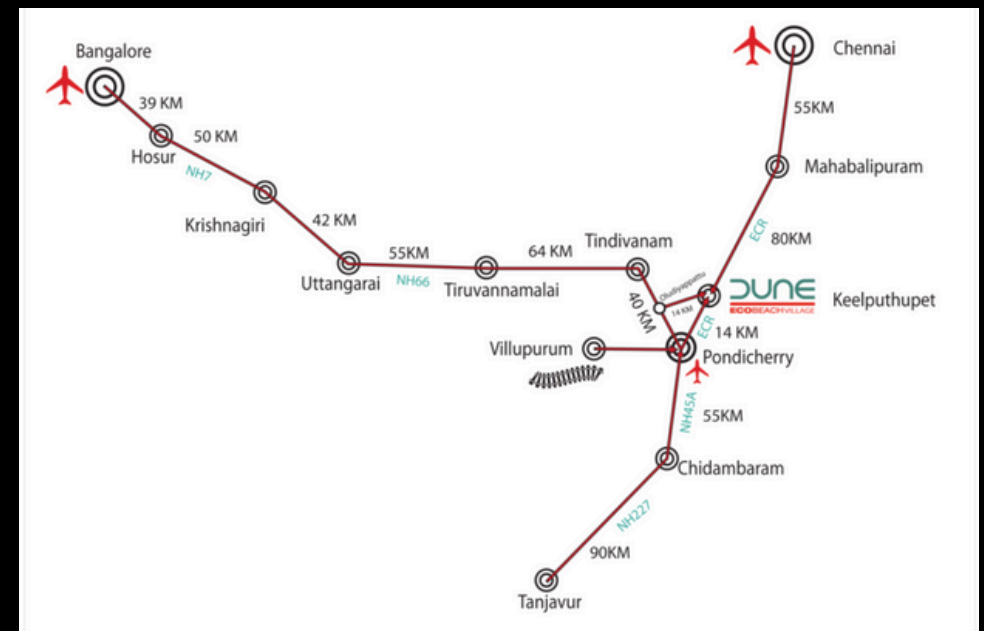 Bangalore
Chennai
39 KM
50 KM
Hosur
NH7
55KM
Mahabalipuram
Krishnagiri
42 KM
ECR
80KM
Tindivanam
55KM
64 KM
Uttangarai
NH66
Tiruvannamalai
40 KM
14 KM
DUNE
ECOBEACHVILLAGE
Keelputhupet
ECR
14 KM
Villupurum
Pondicherry
NH45A
55KM
Chidambaram
NH227
90KM
Tanjavur